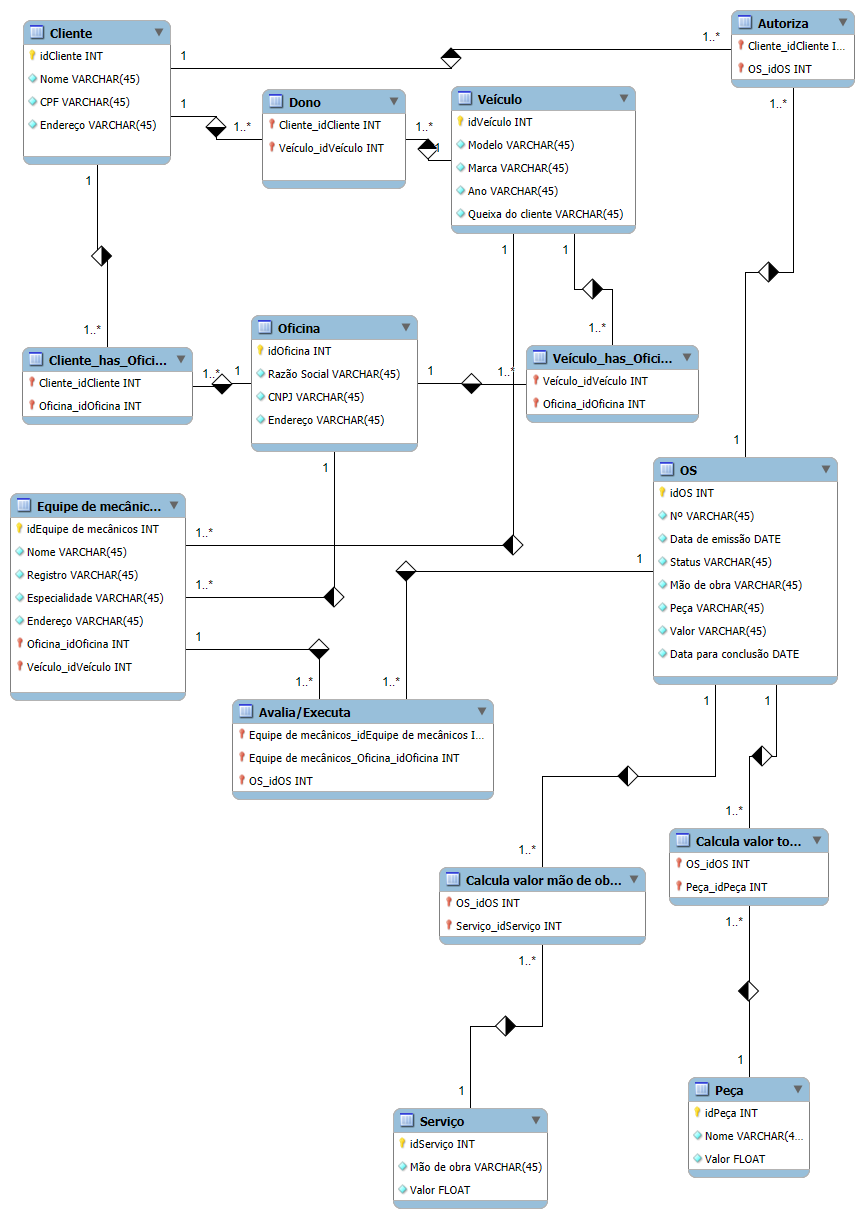 Cliente
idCliente INT
Nome VARCHAR(45)
CPF VARCHAR(45)
Endereço VARCHAR(45)
1
1..*
Autoriza
Cliente_idCliente I...
OS_idOS INT
1..*
1
1..*
Dono
Cliente_idCliente INT
Veículo_idVeículo INT
1..*
1
Veículo
idVeículo INT
Modelo VARCHAR(45)
Marca VARCHAR(45)
Ano VARCHAR(45)
Queixa do cliente VARCHAR(45)
1
1
1
1..*
1..*
Cliente_has_Ofici...
Cliente_idCliente INT
Oficina_idOficina INT
1..*
1
Oficina
idOficina INT
Razão Social VARCHAR(45)
CNPJ VARCHAR(45)
Endereço VARCHAR(45)
1
1..*
1
Veículo_has_Ofici...
Veículo_idVeículo INT
Oficina_idOficina INT
1
OS
idOS INT
Nº VARCHAR(45)
Data de emissão DATE
Status VARCHAR(45)
Mão de obra VARCHAR(45)
Peça VARCHAR(45)
Valor VARCHAR(45)
Data para conclusão DATE
1
1
1
Equipe de mecânic...
idEquipe de mecânicos INT
Nome VARCHAR(45)
Registro VARCHAR(45)
Especialidade VARCHAR(45)
Endereço VARCHAR(45)
Oficina_idOficina INT
Veículo_idVeículo INT
1..*
1..*
1
1..*
1..*
Avalia/Executa
Equipe de mecânicos_idEquipe de mecânicos I...
Equipe de mecânicos_Oficina_idOficina INT
OS_idOS INT
1..*
Calcula valor to...
OS_idOS INT
Peça_idPeça INT
1..*
1..*
Calcula valor mão de ob...
OS_idOS INT
Serviço_idServiço INT
1..*
1
Peça
idPeça INT
Nome VARCHAR(4...
Valor FLOAT
1
Serviço
idServiço INT
Mão de obra VARCHAR(45)
Valor FLOAT